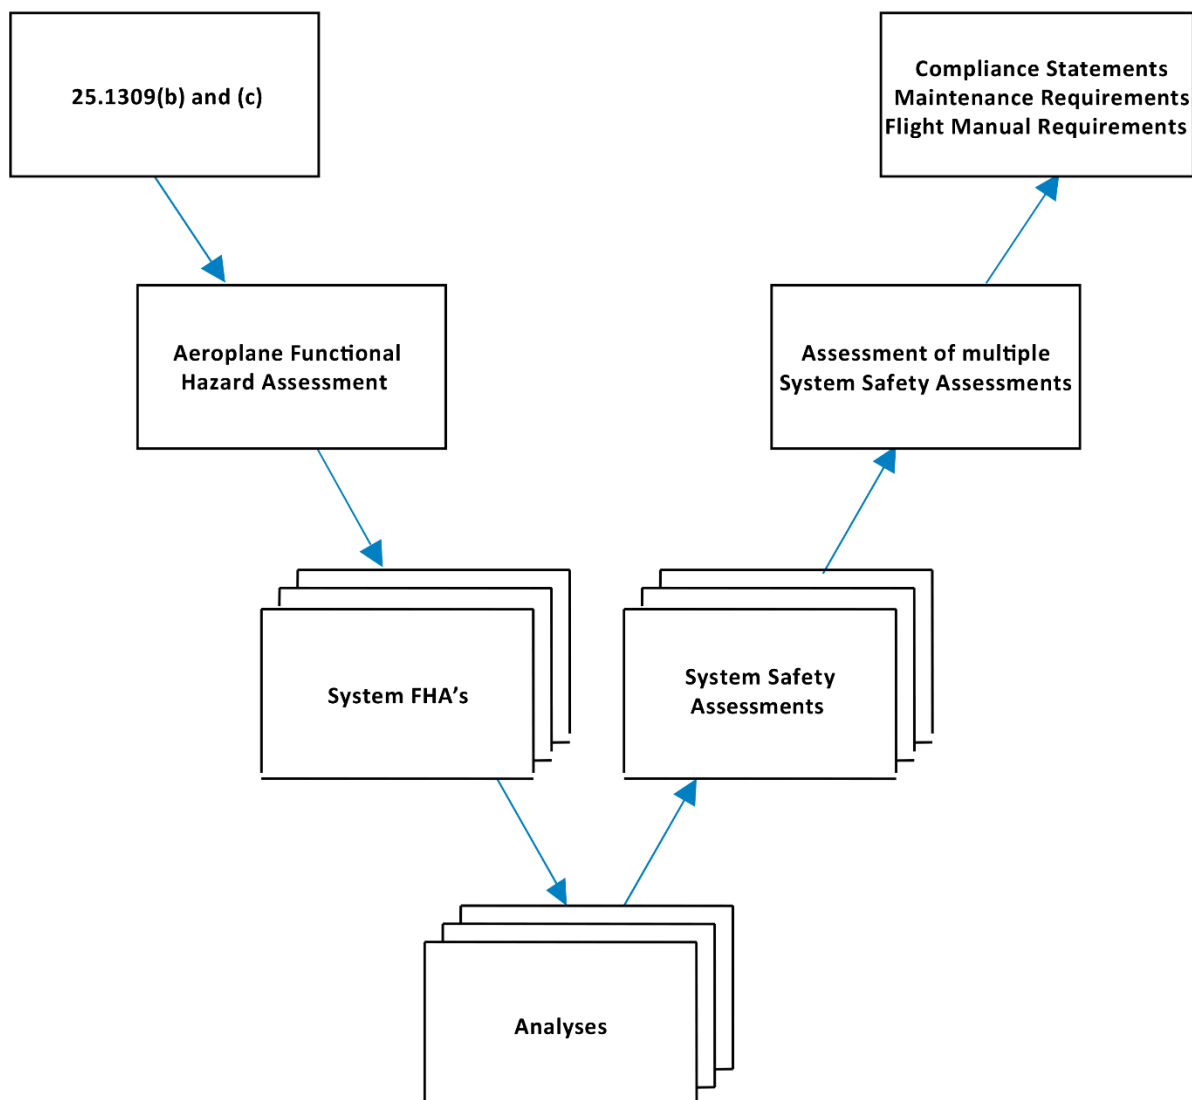 25.1309(b) and (c)
Compliance Statements
Maintenance Requirements
Flight Manual Requirements
Aeroplane Functional
Hazard Assessment
Assessment of multiple
System Safety Assessments
System FHA’s
System Safety
Assessments
Analyses